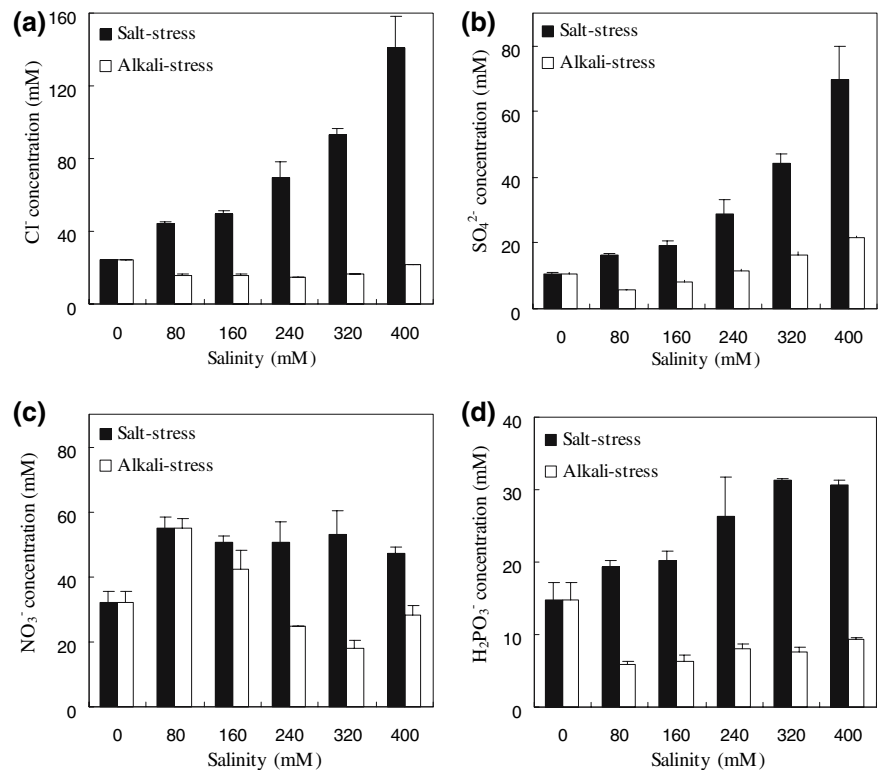 (a)
160
120
80
40
0
Cl⁻ concentration (mM)
Salt-stress
Alkali-stress
0 80 160 240 320 400
Salinity (mM)
(b)
80
60
40
20
0
SO₄²⁻ concentration (mM)
Salt-stress
Alkali-stress
0 80 160 240 320 400
Salinity (mM)
(c)
80
60
40
20
0
NO₃⁻ concentration (mM)
Salt-stress
Alkali-stress
0 80 160 240 320 400
Salinity (mM)
(d)
40
30
20
10
0
H₂PO₃⁻ concentration (mM)
Salt-stress
Alkali-stress
0 80 160 240 320 400
Salinity (mM)